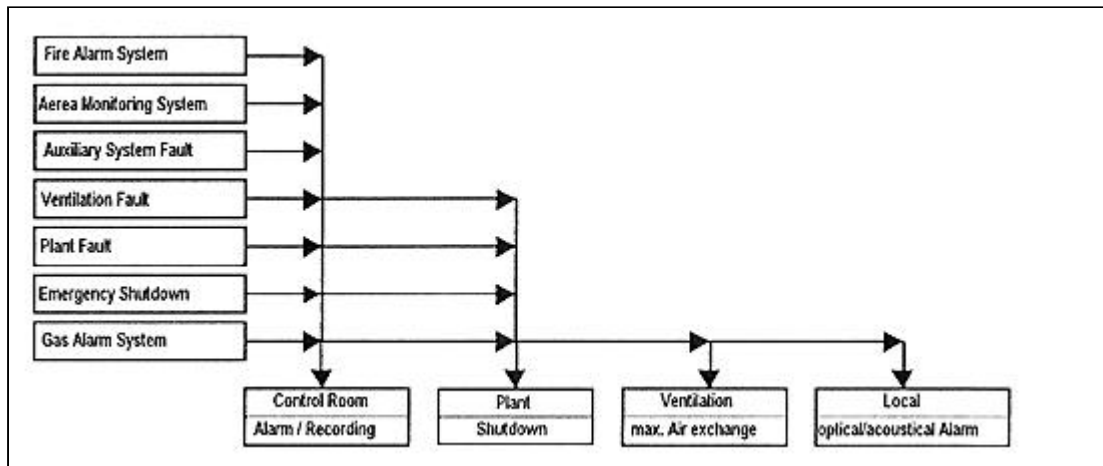 Fire Alarm System
Aerea Monitoring System
Auxiliary System Fault
Ventilation Fault
Plant Fault
Emergency Shutdown
Gas Alarm System
Control Room
Alarm / Recording
Plant
Shutdown
Ventilation
max. Air exchange
Local
optical/acoustical Alarm